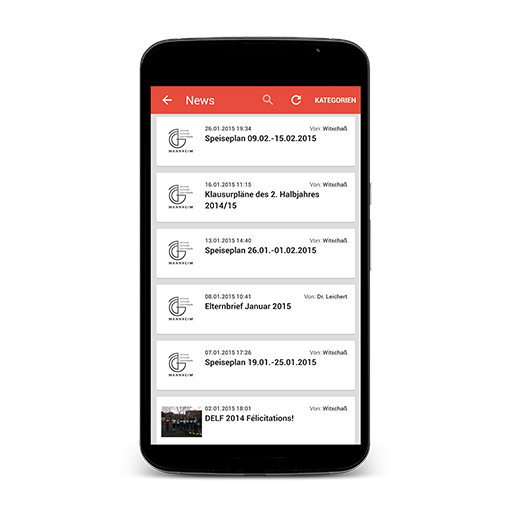 News
KATEGORIEN
26.01.2015 19:34
Von: Witschaß
Speiseplan 09.02.-15.02.2015
MANNHEIM
16.01.2015 11:15
Von: Witschaß
Klausurpläne des 2. Halbjahres
2014/15
MANNHEIM
13.01.2015 14:40
Von: Witschaß
Speiseplan 26.01.-01.02.2015
MANNHEIM
08.01.2015 10:41
Von: Dr. Leichert
Elternbrief Januar 2015
MANNHEIM
07.01.2015 17:26
Von: Witschaß
Speiseplan 19.01.-25.01.2015
MANNHEIM
02.01.2015 18:01
Von: Witschaß
DELF 2014 Félicitations!